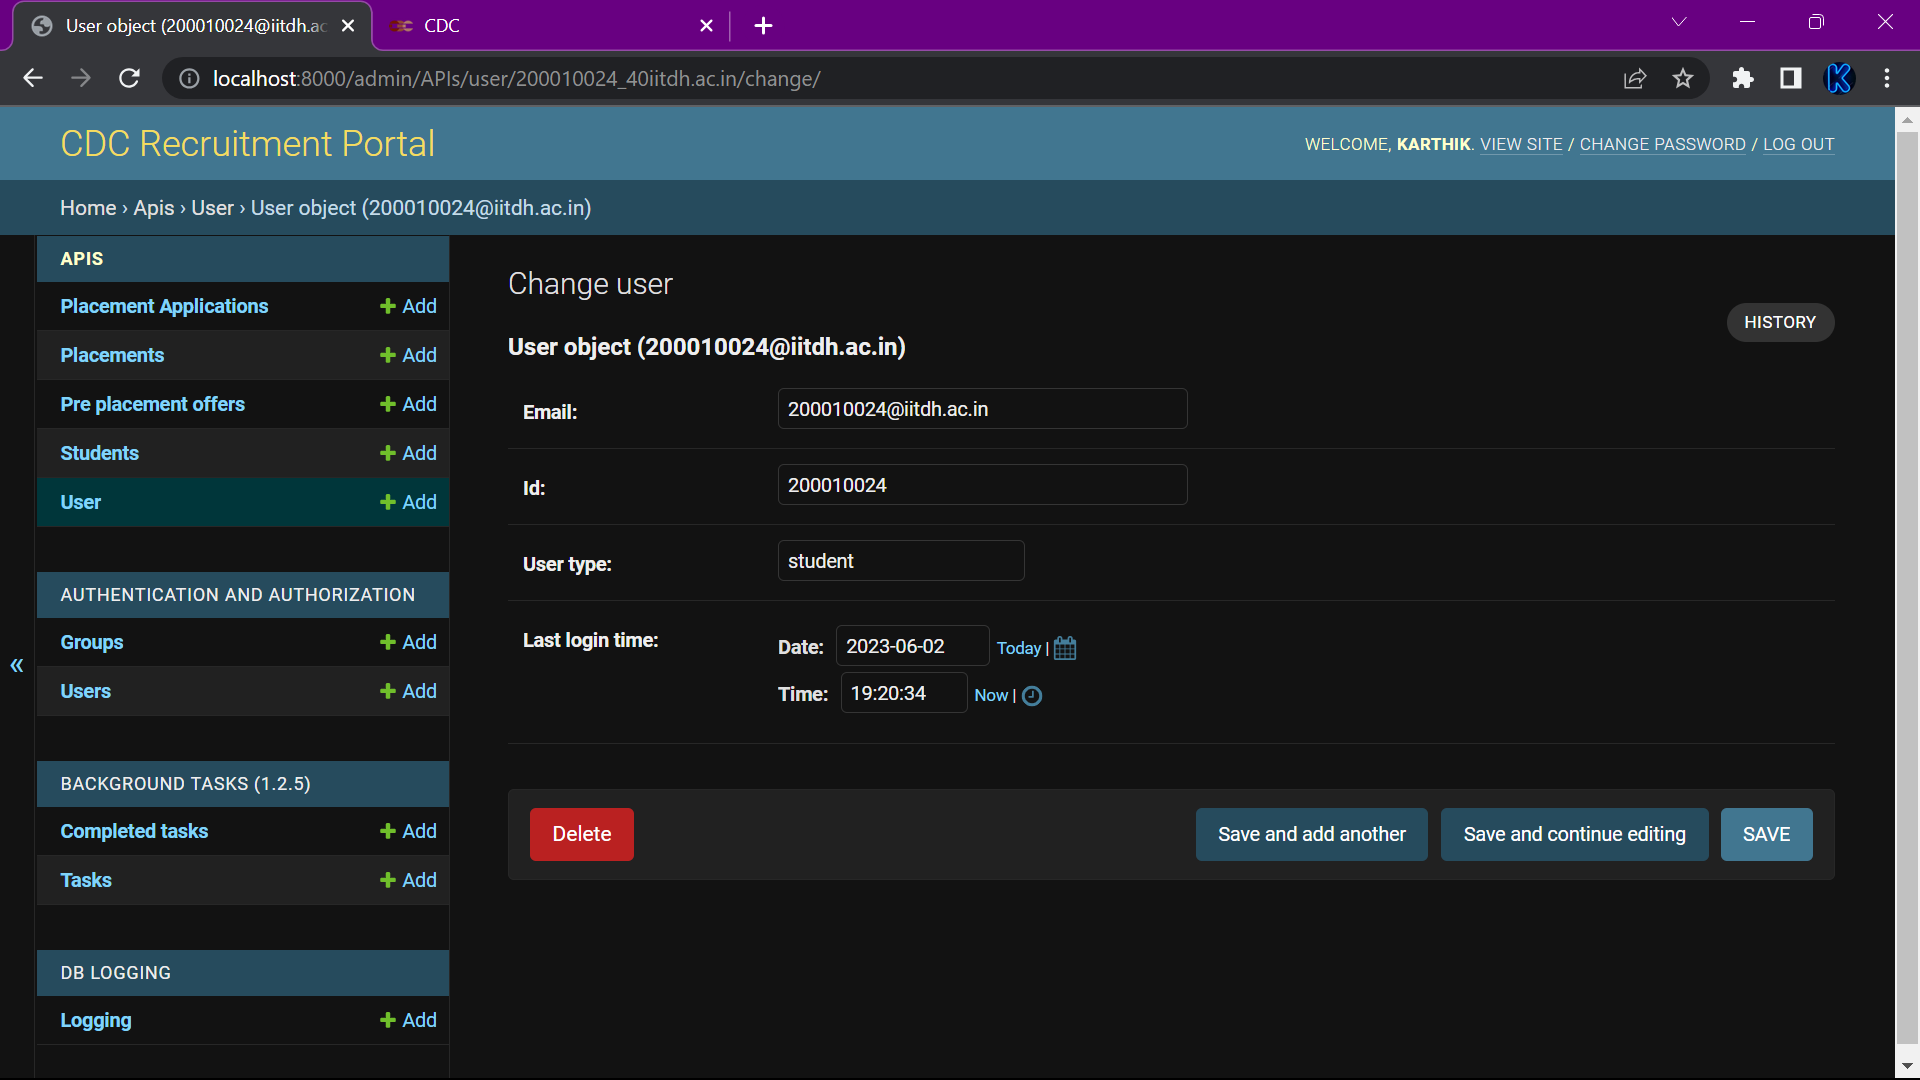 User object (200010024@iitdh.ac
CDC
localhost:8000/admin/APIs/user/200010024_40iitdh.ac.in/change/
CDC Recruitment Portal
WELCOME, KARTHIK. VIEW SITE / CHANGE PASSWORD / LOG OUT
Home › Apis › User › User object (200010024@iitdh.ac.in)
APIS
Placement Applications + Add
Placements + Add
Pre placement offers + Add
Students + Add
User + Add
AUTHENTICATION AND AUTHORIZATION
Groups + Add
Users + Add
BACKGROUND TASKS (1.2.5)
Completed tasks + Add
Tasks + Add
DB LOGGING
Logging + Add
«
Change user
HISTORY
User object (200010024@iitdh.ac.in)
Email: 200010024@iitdh.ac.in
Id: 200010024
User type: student
Last login time: Date: 2023-06-02 Today |
Time: 19:20:34 Now |
Delete Save and add another Save and continue editing SAVE